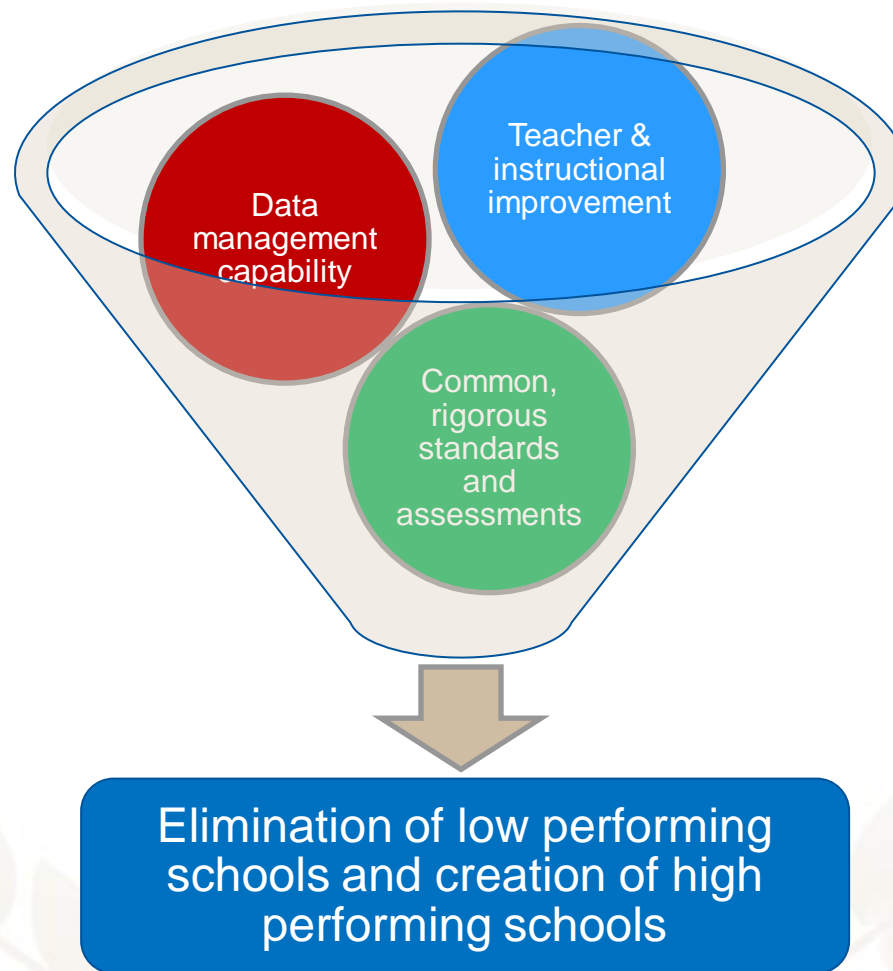 Teacher &
instructional
improvement
Data
management
capability
Common,
rigorous
standards
and
assessments
Elimination of low performing
schools and creation of high
performing schools